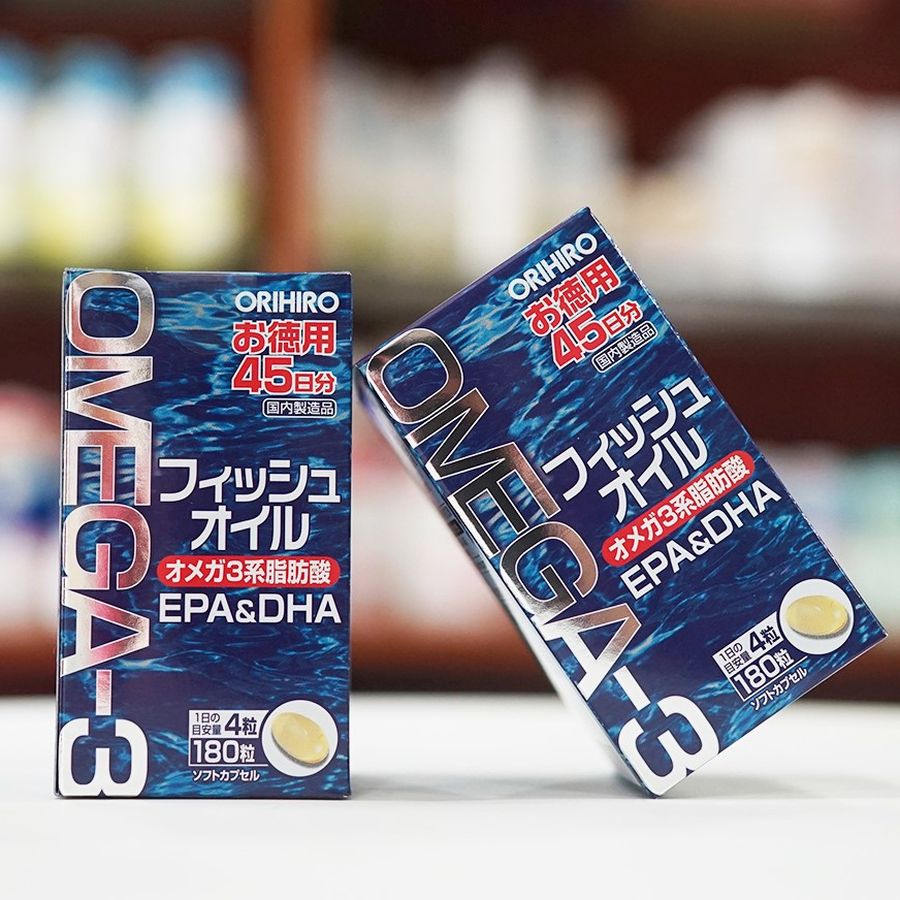 OMEGA-3
ORIHIRO
お徳用
45日分
国内製造品
フィッシュ
オイル
オメガ3系脂肪酸
EPA&DHA
1日の
目安量 4粒
180粒
ソフトカプセル
OMEGA-3
ORIHIRO
お徳用
45日分
国内製造品
フィッシュ
オイル
オメガ3系脂肪酸
EPA&DHA
1日の
目安量 4粒
180粒
ソフトカプセル